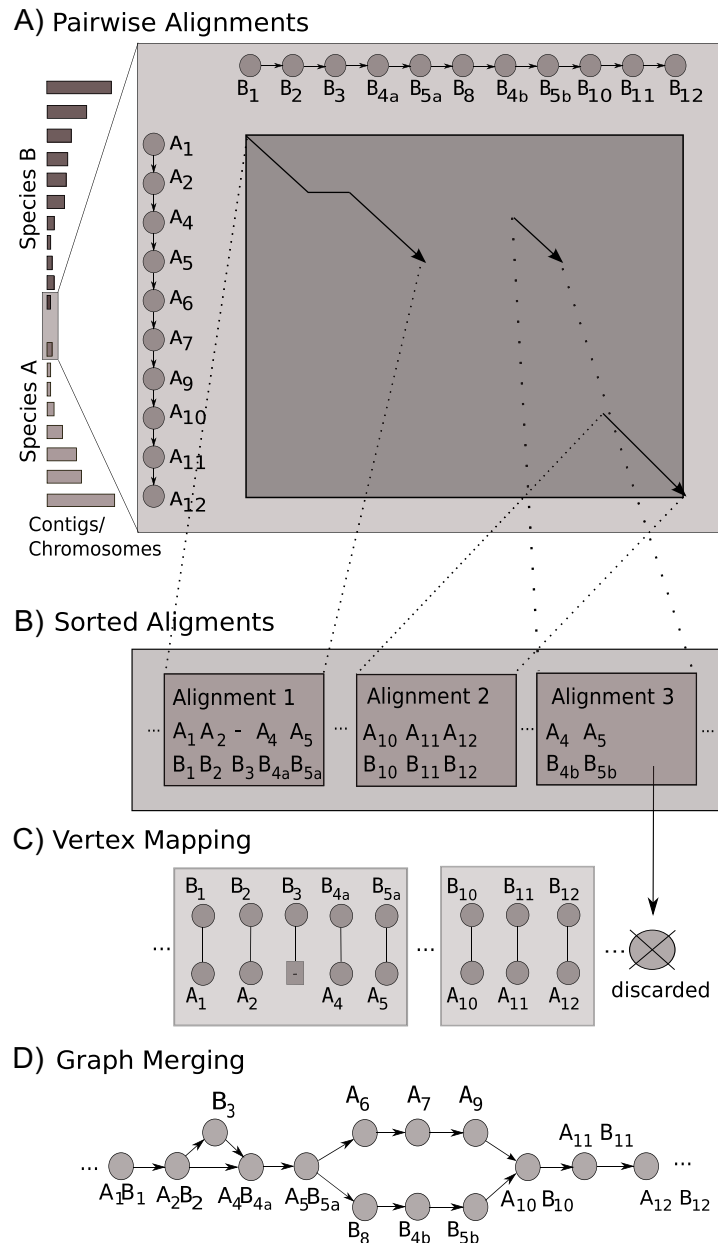 A) Pairwise Alignments
B1 B2 B3 B4a B5a B8 B4b B5b B10 B11 B12
Species B
Species A
A1
A2
A4
A5
A6
A7
A9
A10
A11
A12
Contigs/
Chromosomes
B) Sorted Aligments
Alignment 1
... A1 A2 - A4 A5
B1 B2 B3 B4a B5a
Alignment 2
... A10 A11 A12
B10 B11 B12
Alignment 3
... A4 A5 ...
B4b B5b
C) Vertex Mapping
B1 B2 B3 B4a B5a
B10 B11 B12
... ... ...
-
A1 A2 A4 A5
A10 A11 A12
discarded
D) Graph Merging
B3
A6 A7 A9
A11 B11
... ...
A1B1 A2B2 A4B4a A5B5a
A10 B10
A12 B12
B8 B4b B5b